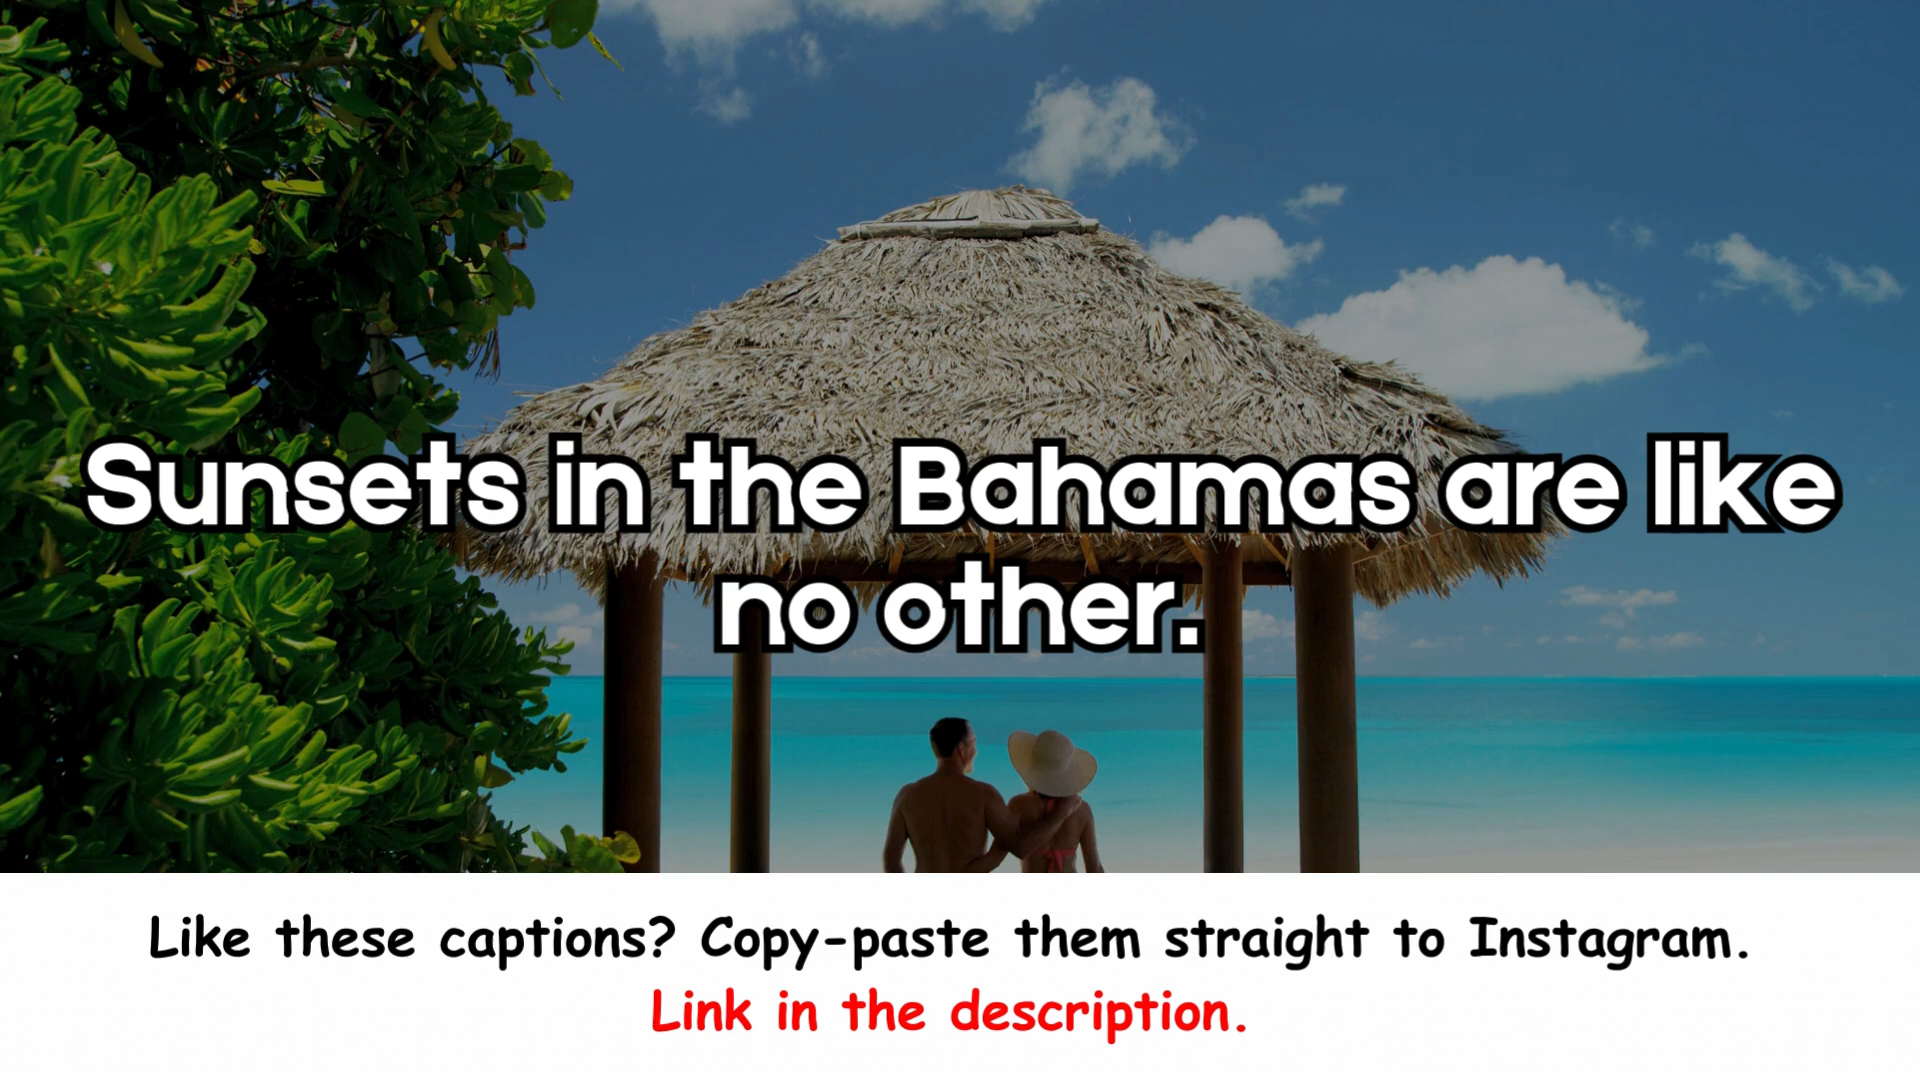 Sunsets in the Bahamas are like
no other.
Like these captions? Copy-paste them straight to Instagram.
Link in the description.